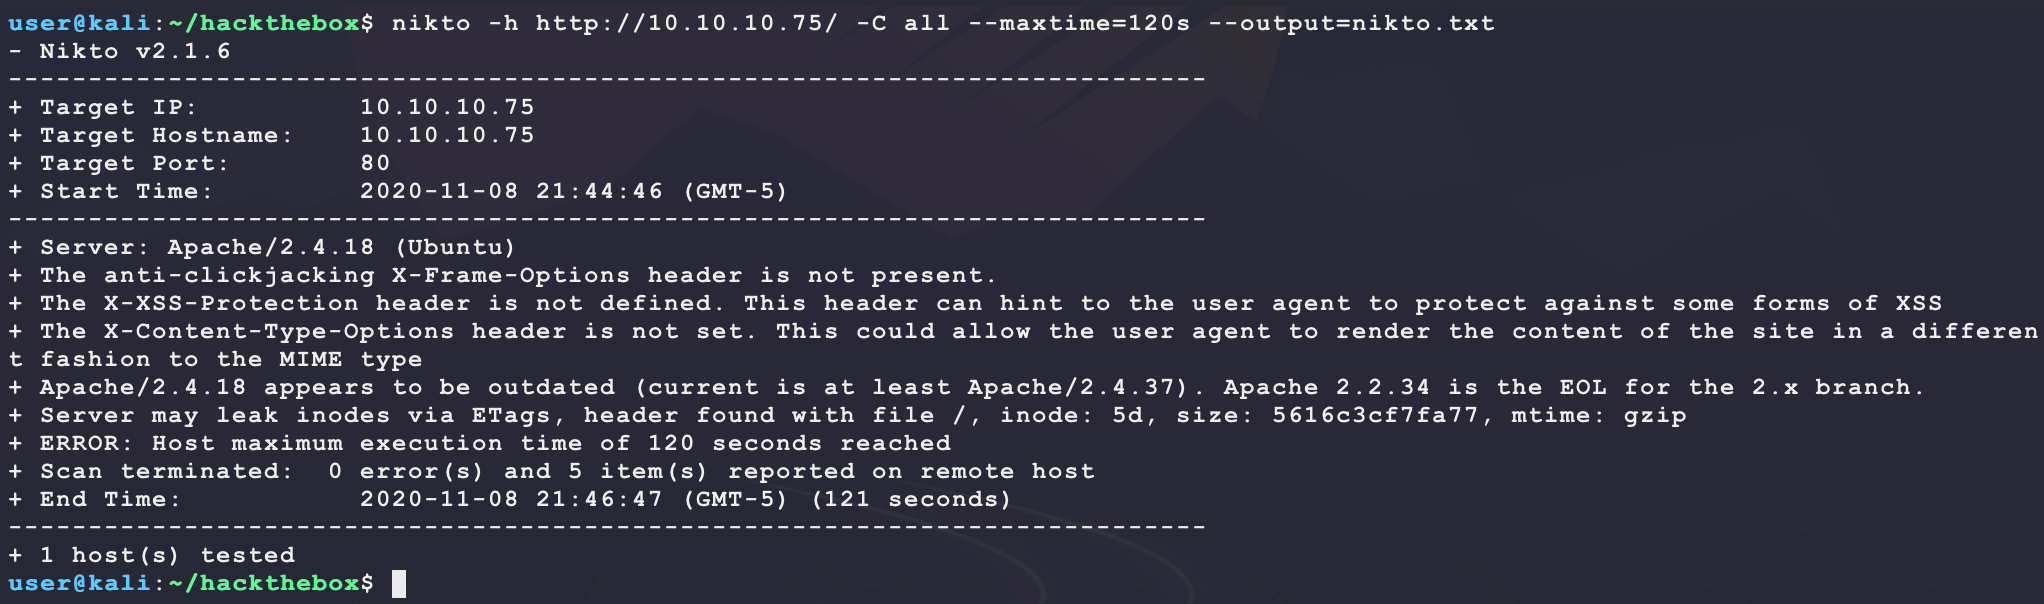 user@kali:~/hackthebox$ nikto -h http://10.10.10.75/ -C all --maxtime=120s --output=nikto.txt
- Nikto v2.1.6
---------------------------------------------------------------------------
+ Target IP:          10.10.10.75
+ Target Hostname:    10.10.10.75
+ Target Port:        80
+ Start Time:         2020-11-08 21:44:46 (GMT-5)
---------------------------------------------------------------------------
+ Server: Apache/2.4.18 (Ubuntu)
+ The anti-clickjacking X-Frame-Options header is not present.
+ The X-XSS-Protection header is not defined. This header can hint to the user agent to protect against some forms of XSS
+ The X-Content-Type-Options header is not set. This could allow the user agent to render the content of the site in a differen
t fashion to the MIME type
+ Apache/2.4.18 appears to be outdated (current is at least Apache/2.4.37). Apache 2.2.34 is the EOL for the 2.x branch.
+ Server may leak inodes via ETags, header found with file /, inode: 5d, size: 5616c3cf7fa77, mtime: gzip
+ ERROR: Host maximum execution time of 120 seconds reached
+ Scan terminated:  0 error(s) and 5 item(s) reported on remote host
+ End Time:           2020-11-08 21:46:47 (GMT-5) (121 seconds)
---------------------------------------------------------------------------
+ 1 host(s) tested
user@kali:~/hackthebox$